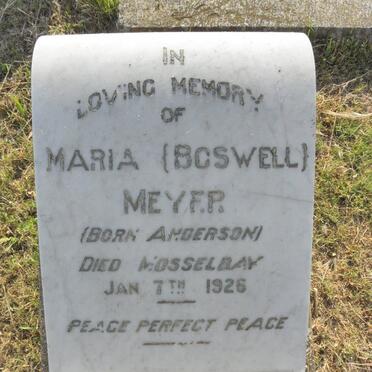 IN
LOVING MEMORY
OF
MARIA (BOSWELL)
MEYER
(BORN ANDERSON)
DIED MOSSELBAY
JAN 7TH 1926
PEACE PERFECT PEACE